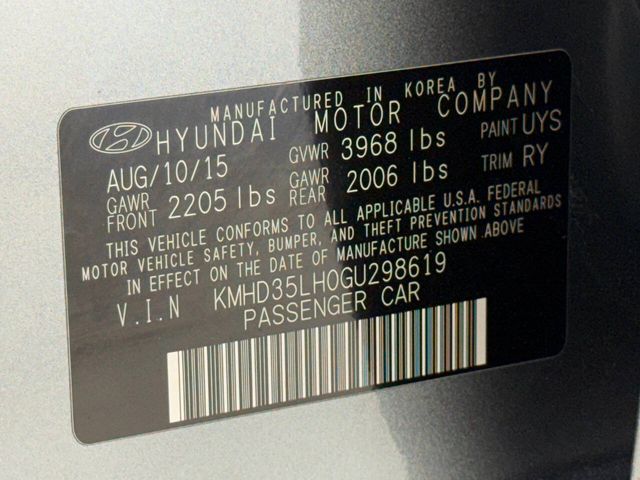 MANUFACTURED IN KOREA BY
HYUNDAI MOTOR COMPANY
AUG/10/15 GVWR 3968 lbs PAINT UYS
GAWR FRONT 2205 lbs GAWR REAR 2006 lbs TRIM RY
THIS VEHICLE CONFORMS TO ALL APPLICABLE U.S.A. FEDERAL
MOTOR VEHICLE SAFETY, BUMPER, AND THEFT PREVENTION STANDARDS
IN EFFECT ON THE DATE OF MANUFACTURE SHOWN ABOVE
V.I.N KMHD35LH0GU298619
PASSENGER CAR